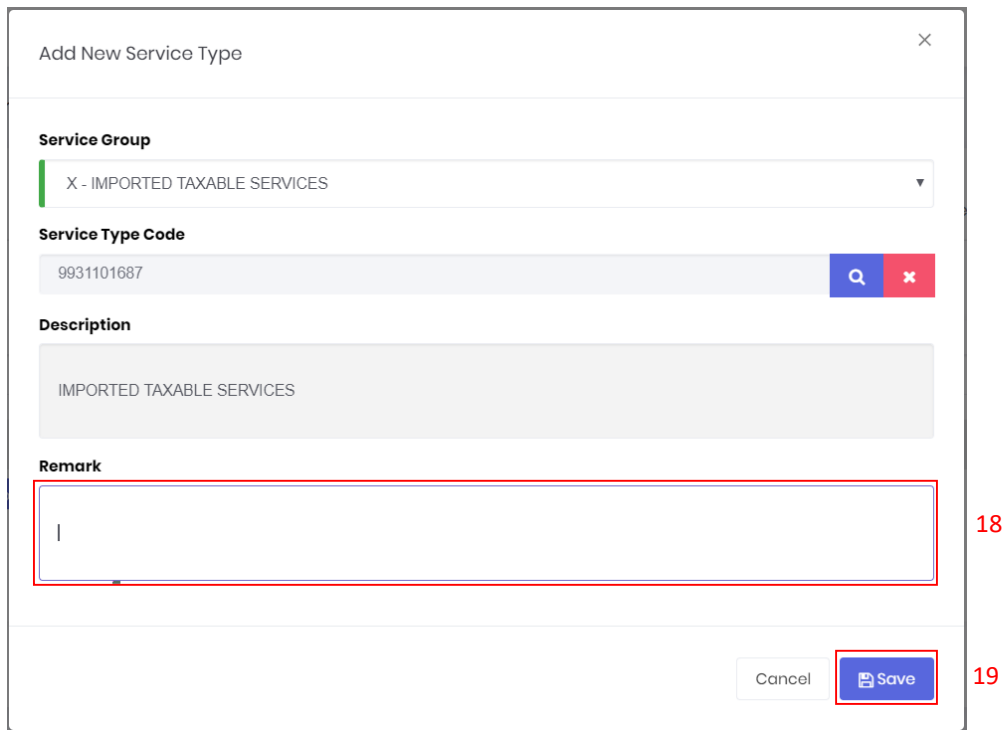 Add New Service Type
Service Group
X - IMPORTED TAXABLE SERVICES
Service Type Code
9931101687
Description
IMPORTED TAXABLE SERVICES
Remark
18
Cancel
Save
19